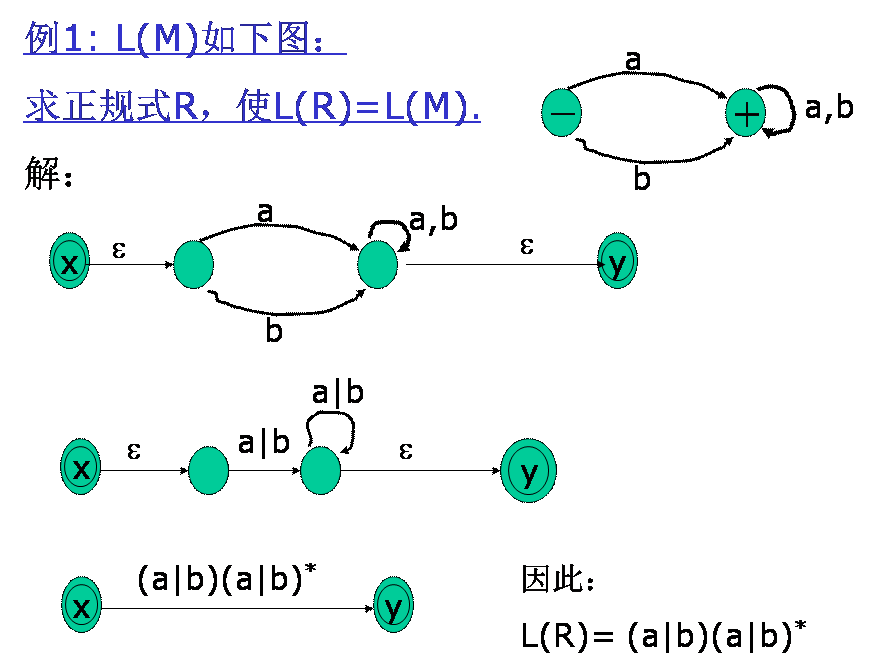 例1: L(M)如下图：
求正规式R，使L(R)=L(M).
解：
a
− + a,b
b
a a,b
x ε ε y
b
a|b
x ε a|b ε y
(a|b)(a|b)*
x y
因此：
L(R)= (a|b)(a|b)*